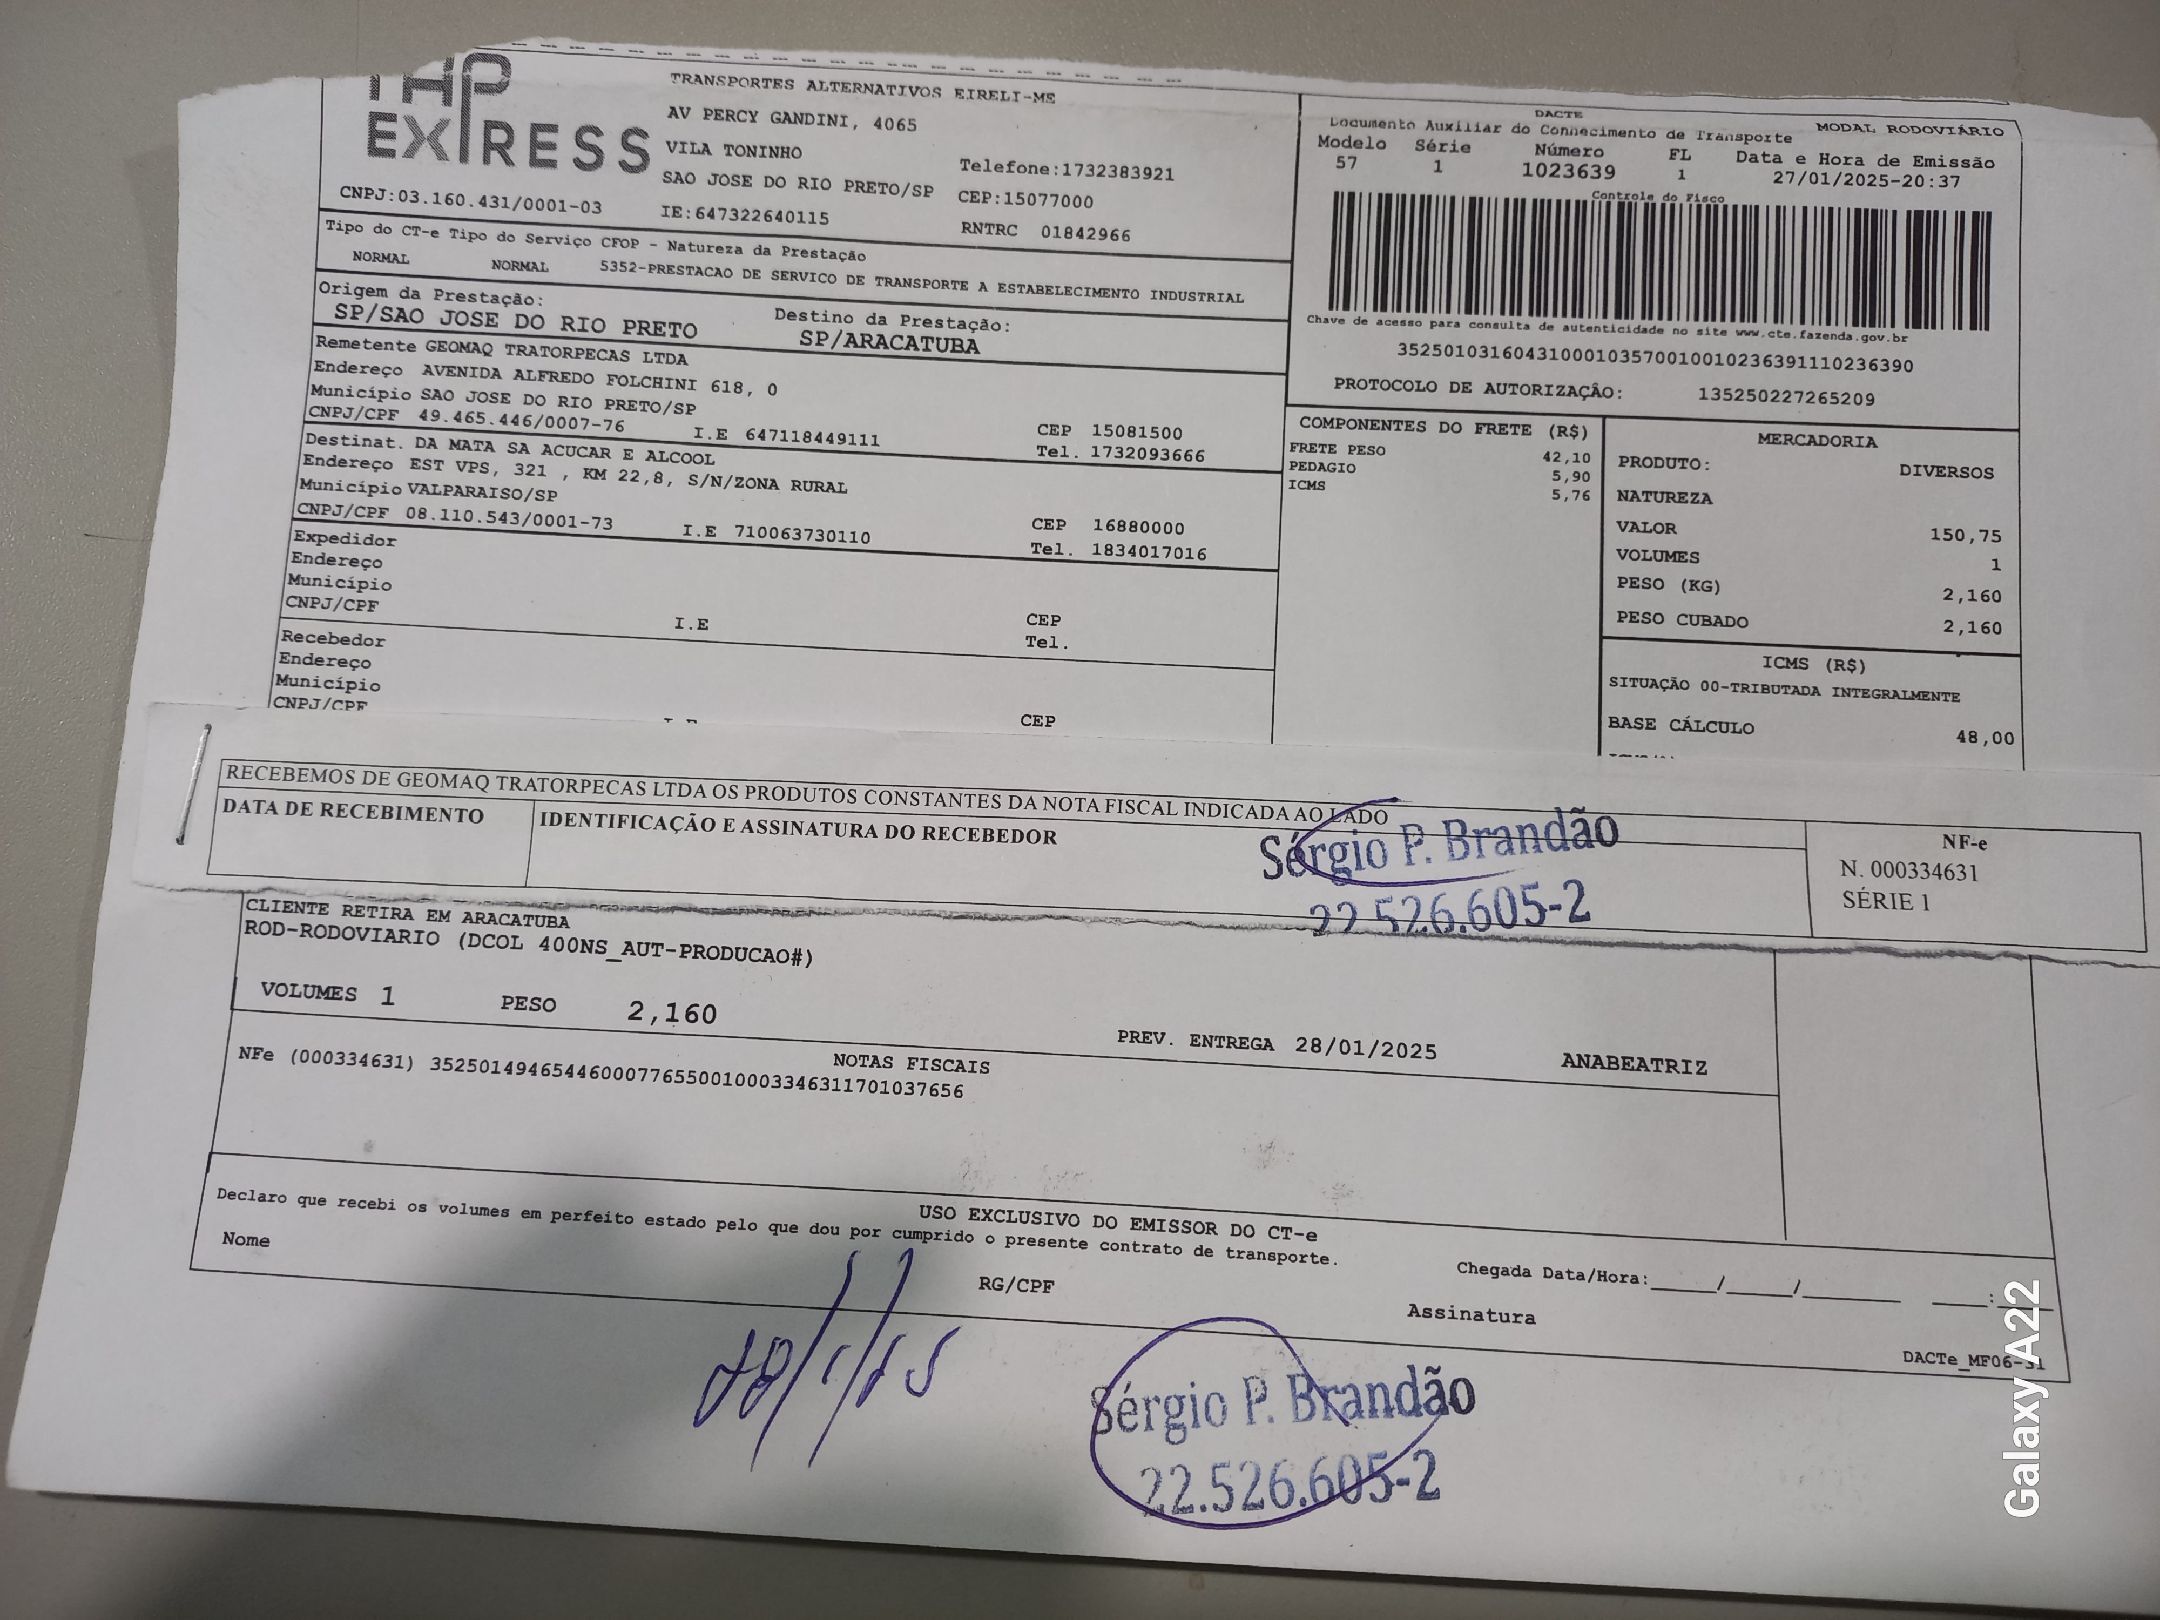 THP
EXPRESS
TRANSPORTES ALTERNATIVOS EIRELI-ME
AV PERCY GANDINI, 4065
VILA TONINHO
Telefone:1732383921
SAO JOSE DO RIO PRETO/SP CEP:15077000
CNPJ:03.160.431/0001-03 IE:647322640115 RNTRC 01842966
Tipo do CT-e Tipo do Serviço CFOP - Natureza da Prestação
NORMAL NORMAL 5352-PRESTACAO DE SERVICO DE TRANSPORTE A ESTABELECIMENTO INDUSTRIAL
Origem da Prestação: Destino da Prestação:
SP/SAO JOSE DO RIO PRETO SP/ARACATUBA
Remetente GEOMAQ TRATORPECAS LTDA
Endereço AVENIDA ALFREDO FOLCHINI 618, 0
Município SAO JOSE DO RIO PRETO/SP CEP 15081500
CNPJ/CPF 49.465.446/0007-76 I.E 647118449111 Tel. 1732093666
Destinat. DA MATA SA ACUCAR E ALCOOL
Endereço EST VPS, 321 , KM 22,8, S/N/ZONA RURAL
Município VALPARAISO/SP CEP 16880000
CNPJ/CPF 08.110.543/0001-73 I.E 710063730110 Tel. 1834017016
Expedidor
Endereço
Município CEP
CNPJ/CPF I.E Tel.
Recebedor
Endereço
Município CEP
CNPJ/CPF I.E
DACTE MODAL RODOVIÁRIO
Documento Auxiliar do Conhecimento de Transporte
Modelo Série Número FL Data e Hora de Emissão
57 1 1023639 1 27/01/2025-20:37
Controle do Fisco
Chave de acesso para consulta de autenticidade no site www.cte.fazenda.gov.br
35250103160431000103570010010236391110236390
PROTOCOLO DE AUTORIZAÇÂO: 135250227265209
COMPONENTES DO FRETE (R$)
FRETE PESO 42,10
PEDAGIO 5,90
ICMS 5,76
MERCADORIA
PRODUTO: DIVERSOS
NATUREZA
VALOR 150,75
VOLUMES 1
PESO (KG) 2,160
PESO CUBADO 2,160
ICMS (R$)
SITUAÇÃO 00-TRIBUTADA INTEGRALMENTE
BASE CÁLCULO 48,00
RECEBEMOS DE GEOMAQ TRATORPECAS LTDA OS PRODUTOS CONSTANTES DA NOTA FISCAL INDICADA AO LADO
DATA DE RECEBIMENTO IDENTIFICAÇÃO E ASSINATURA DO RECEBEDOR
Sérgio P. Brandão
22.526.605-2
NF-e
N. 000334631
SÉRIE 1
CLIENTE RETIRA EM ARACATUBA
ROD-RODOVIARIO (DCOL 400NS_AUT-PRODUCAO#)
VOLUMES 1 PESO 2,160 PREV. ENTREGA 28/01/2025 ANABEATRIZ
NOTAS FISCAIS
NFe (000334631) 35250149465446000776550010003346311701037656
USO EXCLUSIVO DO EMISSOR DO CT-e
Declaro que recebi os volumes em perfeito estado pelo que dou por cumprido o presente contrato de transporte.
Nome RG/CPF Assinatura Chegada Data/Hora:____/____/______ ___:___
DACTe_MF06-31
28/1/25
Sérgio P. Brandão
22.526.605-2
Galaxy A22